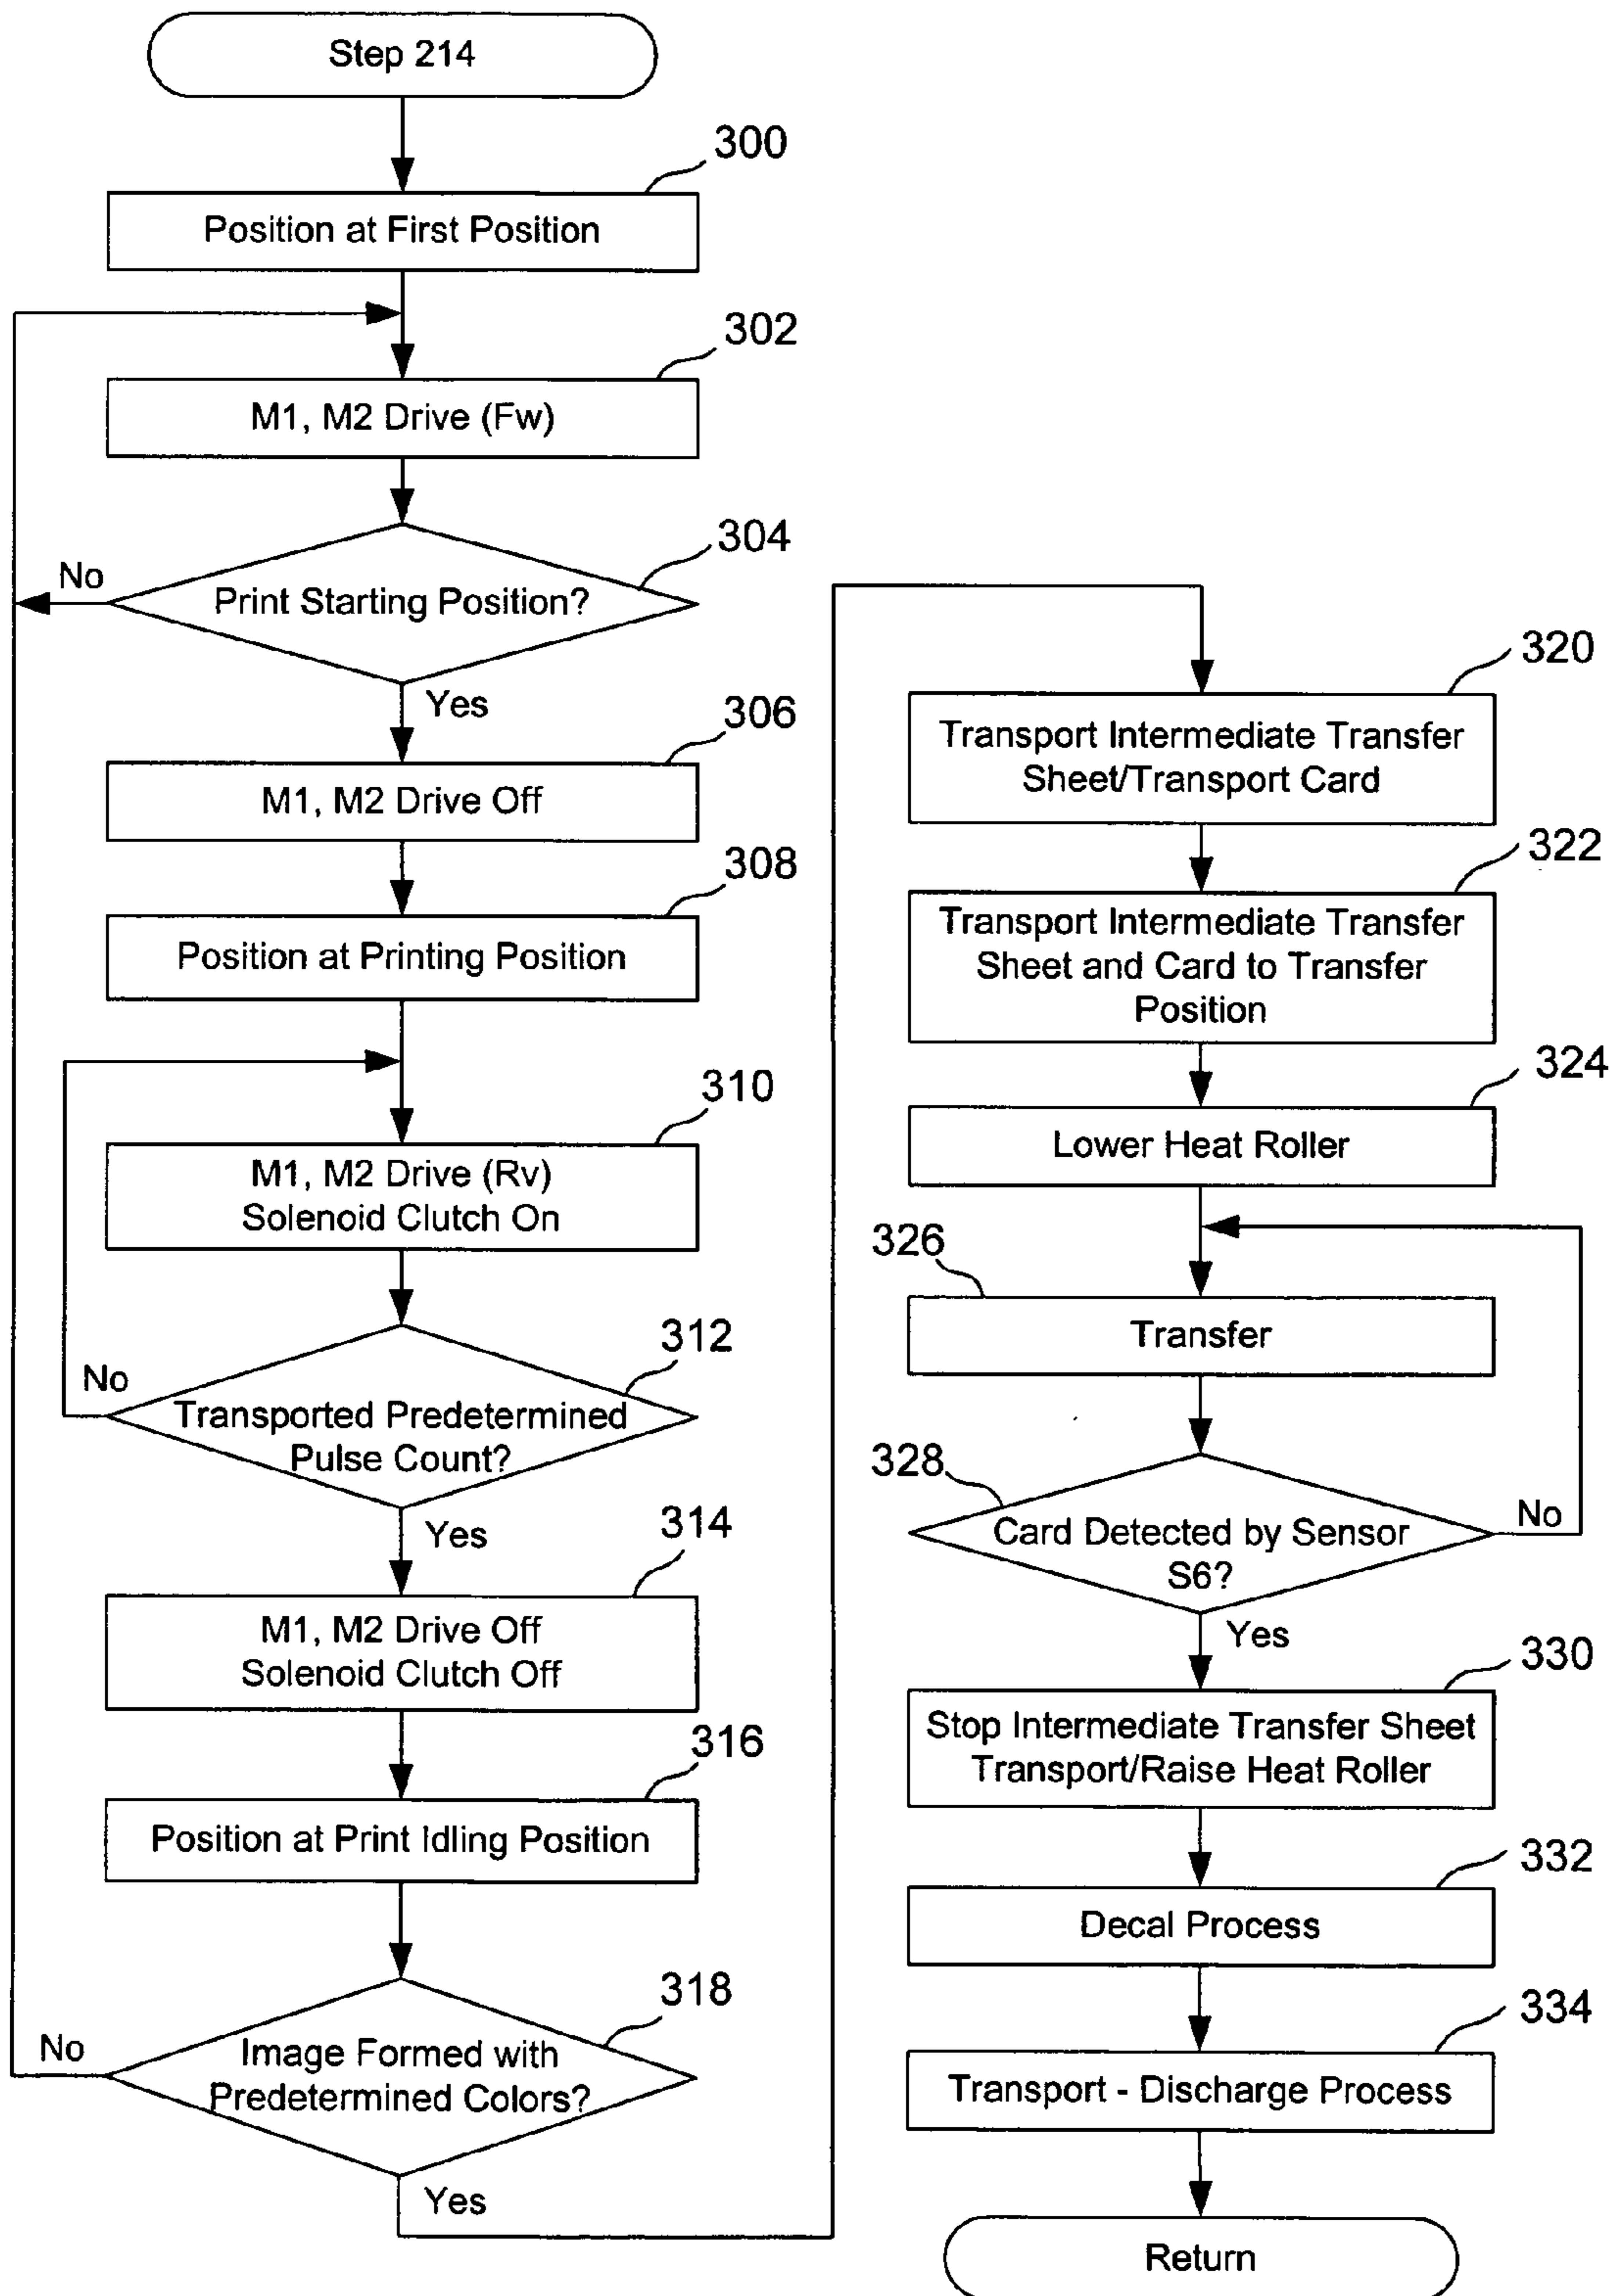 Step 214
300
Position at First Position
302
M1, M2 Drive (Fw)
304
No
Print Starting Position?
Yes
306
M1, M2 Drive Off
308
Position at Printing Position
310
M1, M2 Drive (Rv)
Solenoid Clutch On
312
No
Transported Predetermined
Pulse Count?
Yes
314
M1, M2 Drive Off
Solenoid Clutch Off
316
Position at Print Idling Position
318
No
Image Formed with
Predetermined Colors?
Yes
320
Transport Intermediate Transfer
Sheet/Transport Card
322
Transport Intermediate Transfer
Sheet and Card to Transfer
Position
324
Lower Heat Roller
326
Transfer
328
Card Detected by Sensor
S6?
No
Yes
330
Stop Intermediate Transfer Sheet
Transport/Raise Heat Roller
332
Decal Process
334
Transport - Discharge Process
Return